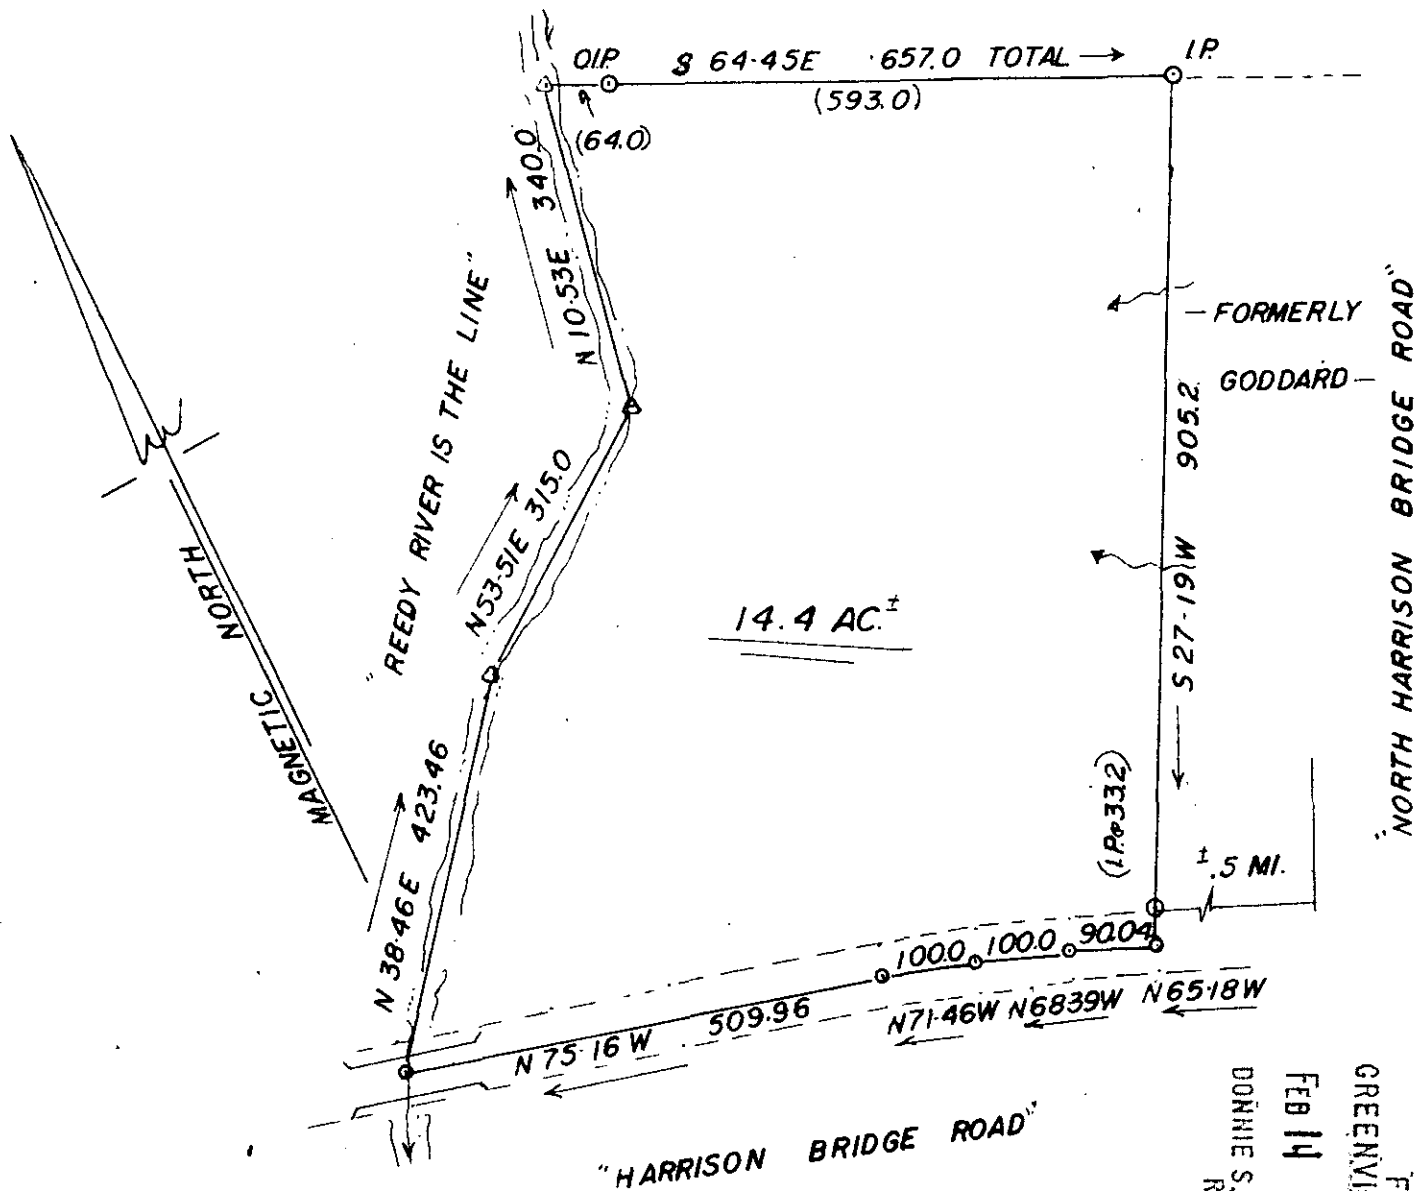 O.I.P. S 64-45E 657.0 TOTAL I.P.
(593.0)
(64.0)
N 10-53E 340.0
"REEDY RIVER IS THE LINE"
— FORMERLY
GODDARD —
"NORTH HARRISON BRIDGE ROAD"
S 27-19W 905.2
N53-51E 315.0
14.4 AC.±
MAGNETIC NORTH
N 38-46E 423.46
(I.P.@33.2)
±.5 MI.
100.0 100.0 90.04
N 75-16 W 509.96
N71-46W N68-39W N65-18W
"HARRISON BRIDGE ROAD"
FEB 14
DONNIE S.